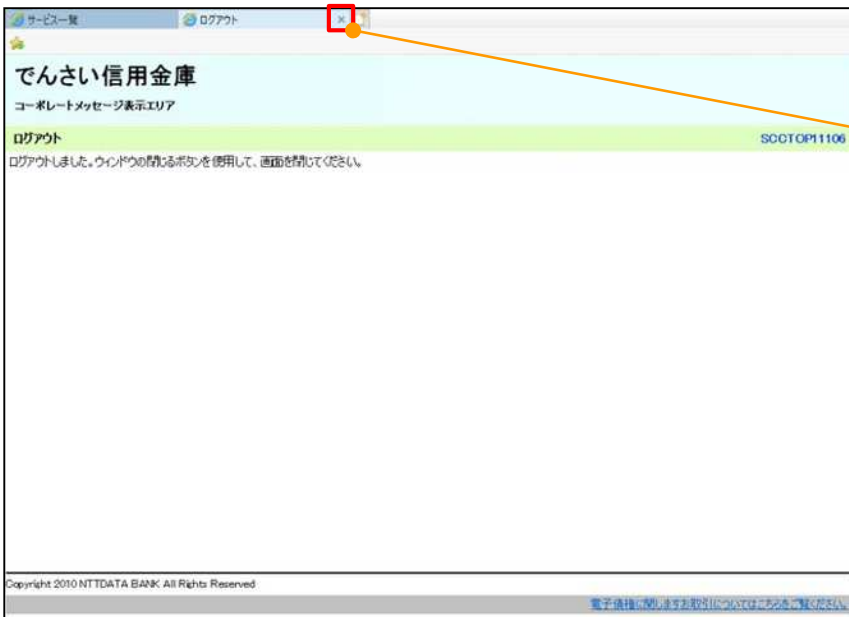 サービス一覧
ログアウト
でんさい信用金庫
コーポレートメッセージ表示エリア
ログアウト
SCCTOP11106
ログアウトしました。ウィンドウの閉じるボタンを使用して、画面を閉じてください。
Copyright 2010 NTTDATA BANK All Rights Reserved
電子債権に関しますお取引についてはこちらをご覧ください。